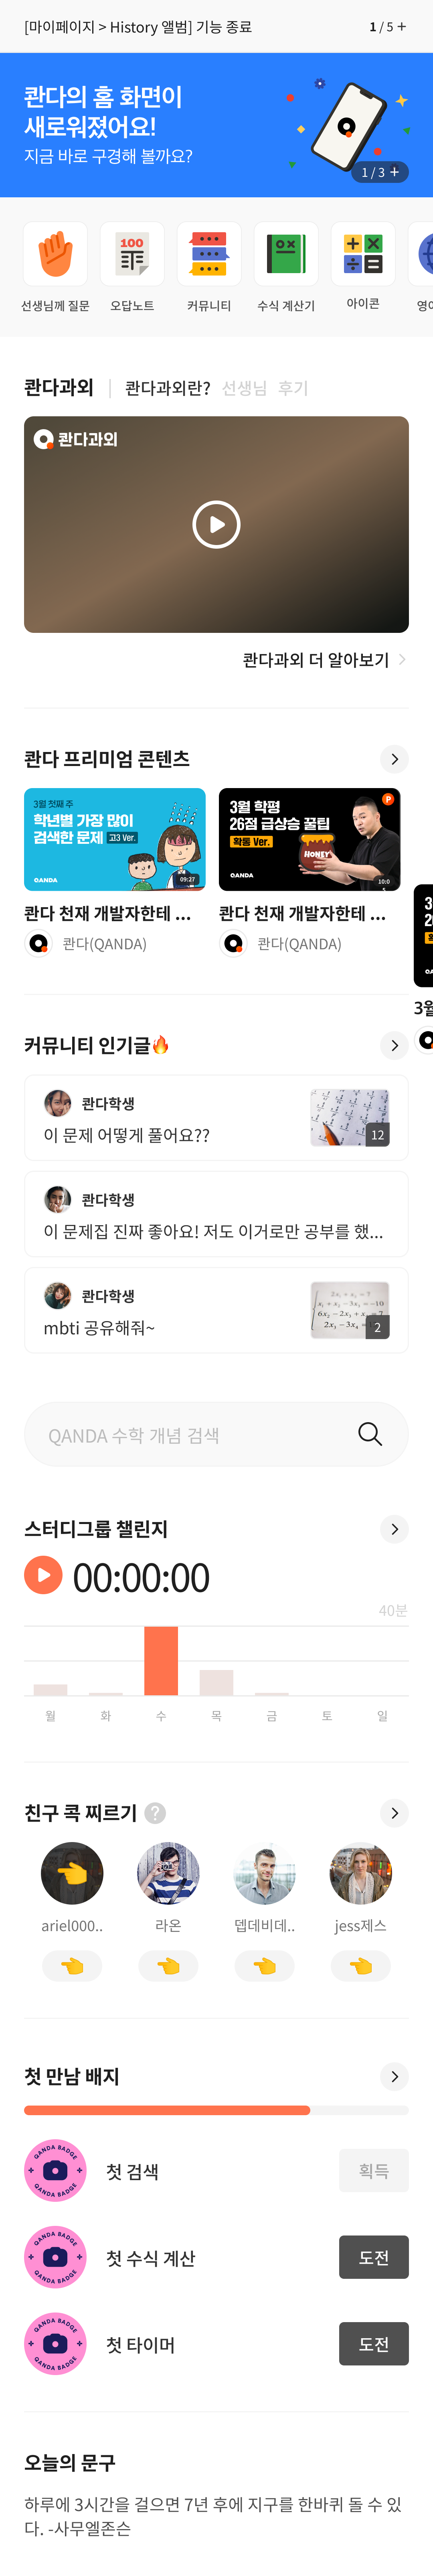 [마이페이지 > History 앨범] 기능 종료
1 / 5 +
콴다의 홈 화면이
새로워졌어요!
지금 바로 구경해 볼까요?
1 / 3 +
100
선생님께 질문
오답노트
커뮤니티
수식 계산기
아이콘
영어
콴다과외 | 콴다과외란? 선생님 후기
콴다과외
콴다과외 더 알아보기
콴다 프리미엄 콘텐츠
3월 첫째 주
학년별 가장 많이
검색한 문제 고3 Ver.
QANDA
09:27
3월 학평
26점 급상승 꿀팁
확통 Ver.
HONEY
QANDA
P
10:0
5
콴다 천재 개발자한테 ...
콴다(QANDA)
콴다 천재 개발자한테 ...
콴다(QANDA)
3월
커뮤니티 인기글🔥
콴다학생
이 문제 어떻게 풀어요??
12
콴다학생
이 문제집 진짜 좋아요! 저도 이거로만 공부를 했...
콴다학생
mbti 공유해줘~
2
QANDA 수학 개념 검색
스터디그룹 챌린지
00:00:00
40분
월 화 수 목 금 토 일
친구 콕 찌르기 ?
ariel000..
라온
뎁데비데..
jess제스
첫 만남 배지
QANDA BADGE
QANDA BADGE
첫 검색
획득
QANDA BADGE
QANDA BADGE
첫 수식 계산
도전
QANDA BADGE
QANDA BADGE
첫 타이머
도전
오늘의 문구
하루에 3시간을 걸으면 7년 후에 지구를 한바퀴 돌 수 있
다. -사무엘존슨